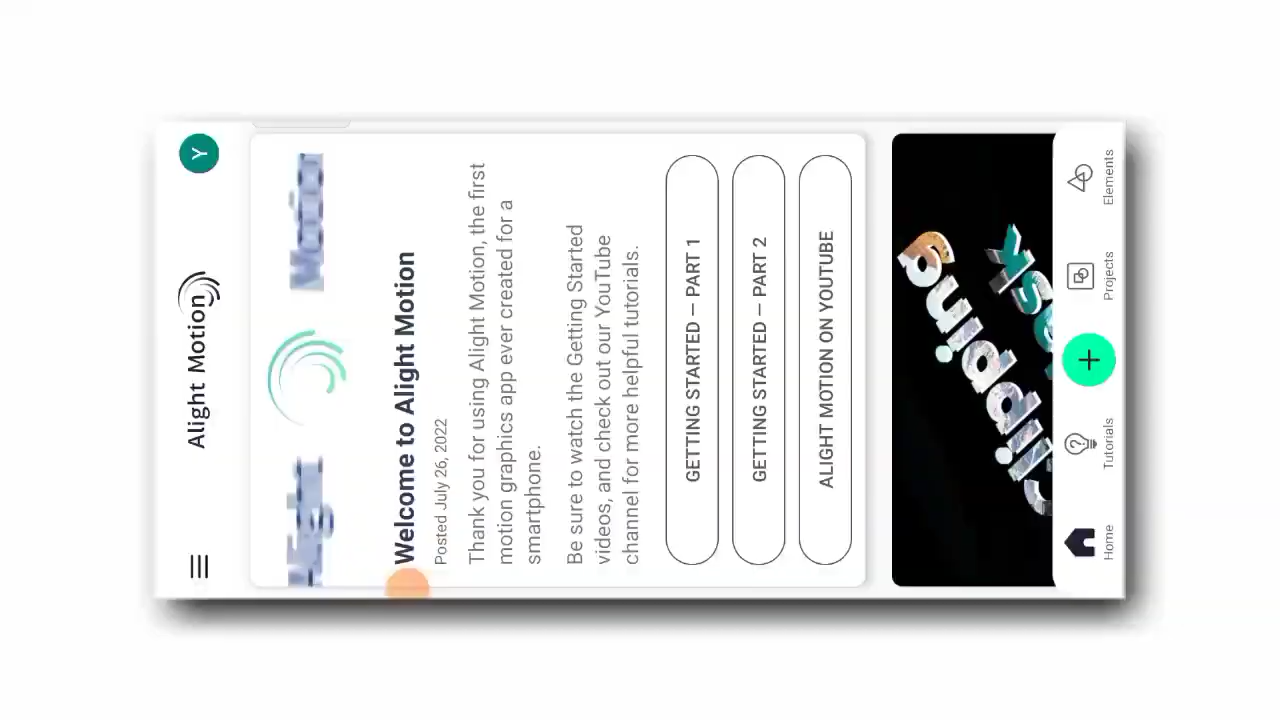 Alight Motion
Y
Welcome to Alight Motion
Posted July 26, 2022
Thank you for using Alight Motion, the first
motion graphics app ever created for a
smartphone.
Be sure to watch the Getting Started
videos, and check out our YouTube
channel for more helpful tutorials.
GETTING STARTED – PART 1
GETTING STARTED – PART 2
ALIGHT MOTION ON YOUTUBE
Clipping
Home
Tutorials
Projects
Elements